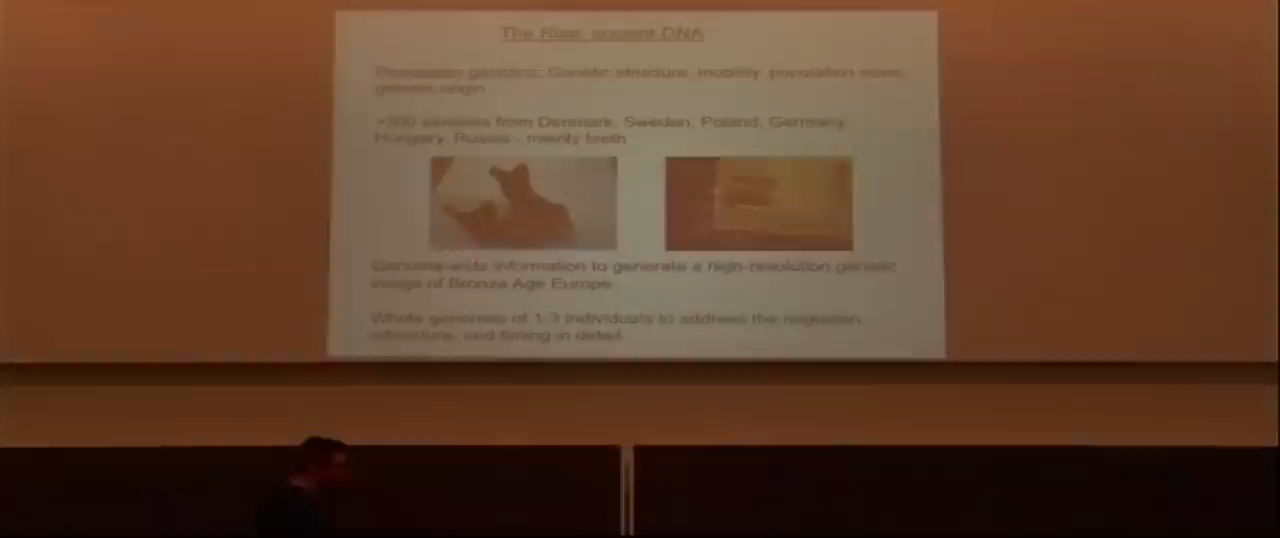 The Rise: ancient DNA
Population genetics: Genetic structure, mobility, population sizes,
genetic origin
>300 samples from Denmark, Sweden, Poland, Germany,
Hungary, Russia - mainly teeth
Genome-wide information to generate a high-resolution genetic
image of Bronze Age Europe
Whole genomes of 1-3 individuals to address the migration,
admixture, and timing in detail